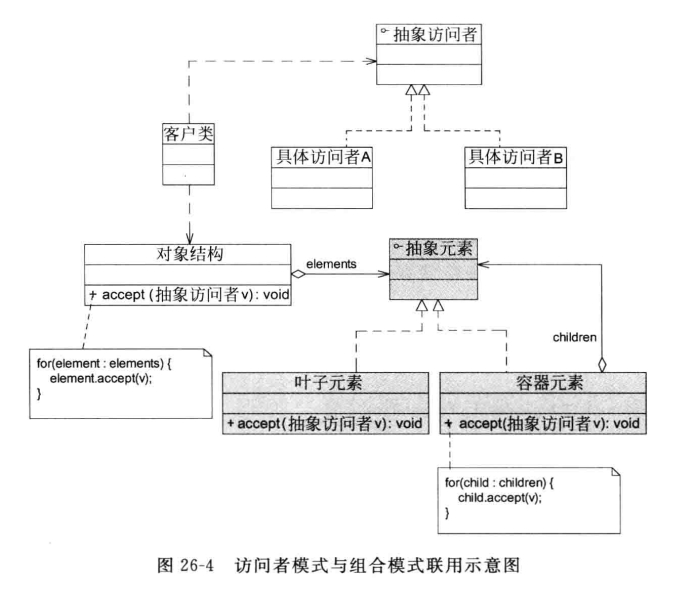 抽象访问者
客户类
具体访问者A
具体访问者B
对象结构
+ accept (抽象访问者v): void
elements
抽象元素
children
for(element : elements) {
element.accept(v);
}
叶子元素
+ accept(抽象访问者v): void
容器元素
+ accept(抽象访问者v): void
for(child : children) {
child.accept(v);
}
图 26-4 访问者模式与组合模式联用示意图